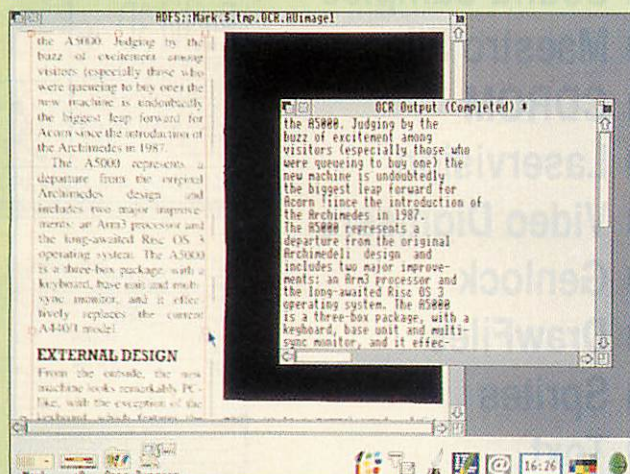 ADFS::Mark.$.tmp.OCR.AUimage1
the A5000. Judging by the
buzz of excitement among
visitors (especially those who
were queueing to buy one) the
new machine is undoubtedly
the biggest leap forward for
Acorn since the introduction of
the Archimedes in 1987.
The A5000 represents a
departure from the original
Archimedes design and
includes two major improve-
ments: an Arm3 processor and
the long-awaited Risc OS 3
operating system. The A5000
is a three-box package, with a
keyboard, base unit and multi-
sync monitor, and it effec-
tively replaces the current
A440/1 model.
EXTERNAL DESIGN
From the outside, the new
machine looks remarkably PC-
like, with the exception of the
keyboard, which features the
OCR Output (Completed) *
the A5000. Judging by the
buzz of excitement among
visitors (especially those who
were queueing to buy one) the
new machine is undoubtedly
the biggest leap forward for
Acorn !iince the introduction of
the Archimedes in 1987.
The A5000 represents a
departure from the original
Archimedeli design and
includes two major improve-
ments: an Arm3 processor and
the long-awaited Risc OS 3
operating system. The A5000
is a three-box package, with a
keyboard, base unit and multi-
sync monitor, and it effec-
16:26